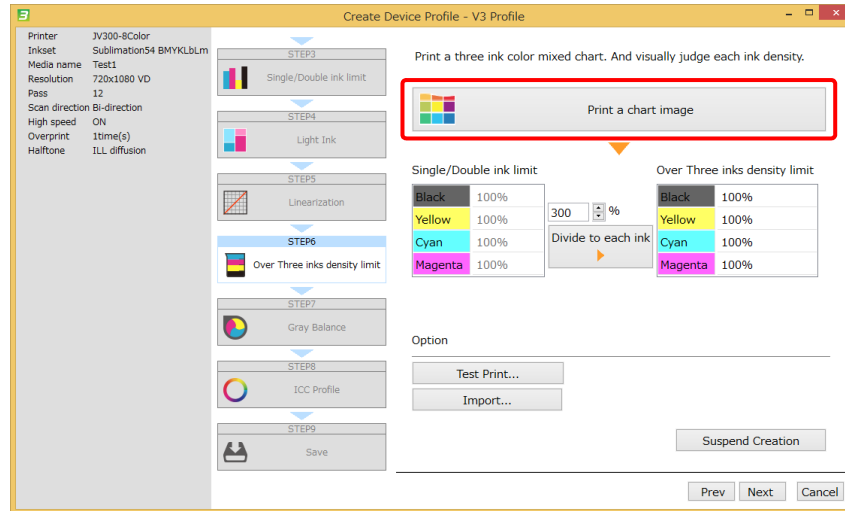 Create Device Profile - V3 Profile
Printer JV300-8Color
Inkset Sublimation54 BMYKLbLm
Media name Test1
Resolution 720x1080 VD
Pass 12
Scan direction Bi-direction
High speed ON
Overprint 1time(s)
Halftone ILL diffusion
STEP3
Single/Double ink limit
STEP4
Light Ink
STEP5
Linearization
STEP6
Over Three inks density limit
STEP7
Gray Balance
STEP8
ICC Profile
STEP9
Save
Print a three ink color mixed chart. And visually judge each ink density.
Print a chart image
Single/Double ink limit
Black 100%
Yellow 100%
Cyan 100%
Magenta 100%
300 %
Divide to each ink
Over Three inks density limit
Black 100%
Yellow 100%
Cyan 100%
Magenta 100%
Option
Test Print...
Import...
Suspend Creation
Prev Next Cancel